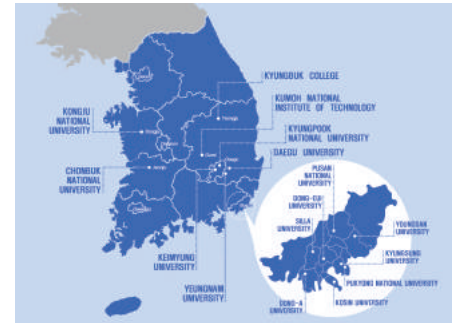 KYUNGBUK COLLEGE
KUMOH NATIONAL
INSTITUTE OF TECHNOLOGY
KONGJU
NATIONAL
UNIVERSITY
KYUNGPOOK
NATIONAL UNIVERSITY
DAEGU UNIVERSITY
CHONBUK
NATIONAL
UNIVERSITY
PUSAN
NATIONAL
UNIVERSITY
DONG-EUI
UNIVERSITY
SILLA
UNIVERSITY
YOUNGSAN
UNIVERSITY
KYUNGSUNG
UNIVERSITY
KEIMYUNG
UNIVERSITY
PUKYONG NATIONAL UNIVERSITY
YEUNGNAM
UNIVERSITY
DONG-A
UNIVERSITY
KOSIN UNIVERSITY